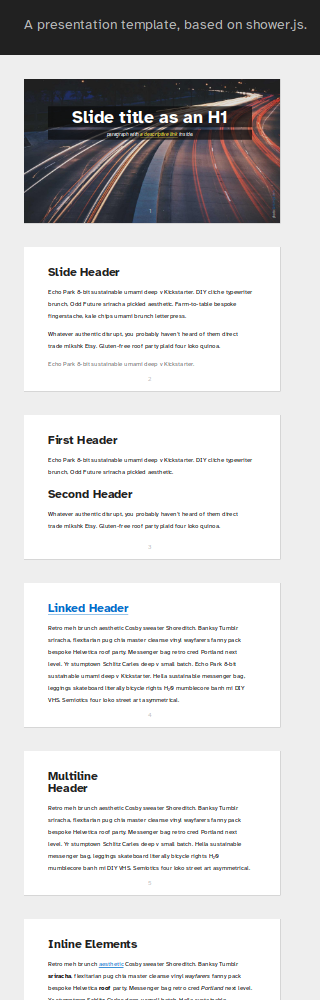 A presentation template, based on shower.js.
Slide title as an H1
paragraph with a descriptive link inside
1
Slide Header
Echo Park 8-bit sustainable umami deep v Kickstarter. DIY cliche typewriter
brunch. Odd Future sriracha pickled aesthetic. Farm-to-table bespoke
fingerstache, kale chips umami brunch letterpress.
Whatever authentic disrupt, you probably haven't heard of them direct
trade mlkshk Etsy. Gluten-free roof party plaid four loko quinoa.
Echo Park 8-bit sustainable umami deep v Kickstarter.
2
First Header
Echo Park 8-bit sustainable umami deep v Kickstarter. DIY cliche typewriter
brunch. Odd Future sriracha pickled aesthetic.
Second Header
Whatever authentic disrupt, you probably haven't heard of them direct
trade mlkshk Etsy. Gluten-free roof party plaid four loko quinoa.
3
Linked Header
Retro meh brunch aesthetic Cosby sweater Shoreditch. Banksy Tumblr
sriracha, flexitarian pug chia master cleanse vinyl wayfarers fanny pack
bespoke Helvetica roof party. Messenger bag retro cred Portland next
level. Yr stumptown Schlitz Carles deep v small batch. Echo Park 8-bit
sustainable umami deep v Kickstarter. Hella sustainable messenger bag,
leggings skateboard literally bicycle rights H₂0 mumblecore banh mi DIY
VHS. Semiotics four loko street art asymmetrical.
4
Multiline
Header
Retro meh brunch aesthetic Cosby sweater Shoreditch. Banksy Tumblr
sriracha, flexitarian pug chia master cleanse vinyl wayfarers fanny pack
bespoke Helvetica roof party. Messenger bag retro cred Portland next
level. Yr stumptown Schlitz Carles deep v small batch. Hella sustainable
messenger bag, leggings skateboard literally bicycle rights H₂0
mumblecore banh mi DIY VHS. Semiotics four loko street art asymmetrical.
5
Inline Elements
Retro meh brunch aesthetic Cosby sweater Shoreditch. Banksy Tumblr
sriracha, flexitarian pug chia master cleanse vinyl wayfarers fanny pack
bespoke Helvetica roof party. Messenger bag retro cred Portland next level.